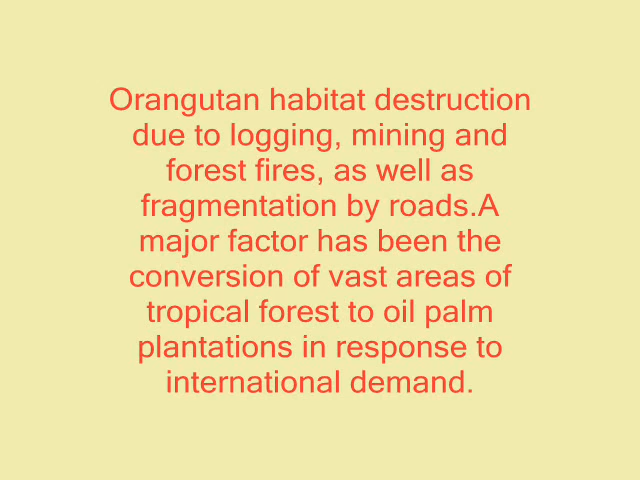 Orangutan habitat destruction
due to logging, mining and
forest fires, as well as
fragmentation by roads.A
major factor has been the
conversion of vast areas of
tropical forest to oil palm
plantations in response to
international demand.